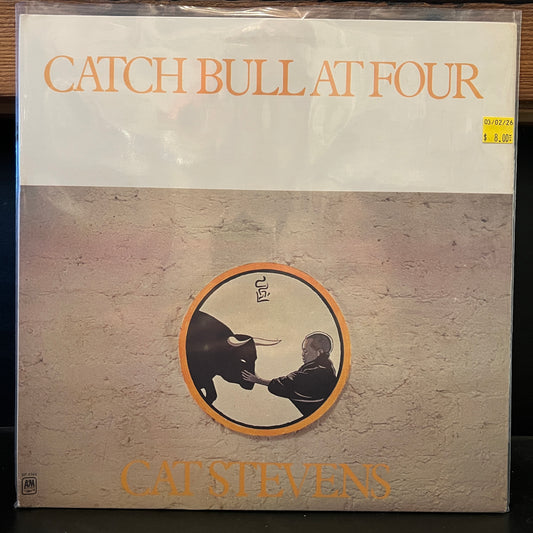 CATCH BULL AT FOUR
03/02/26
$ 8.00
CAT STEVENS
A&M